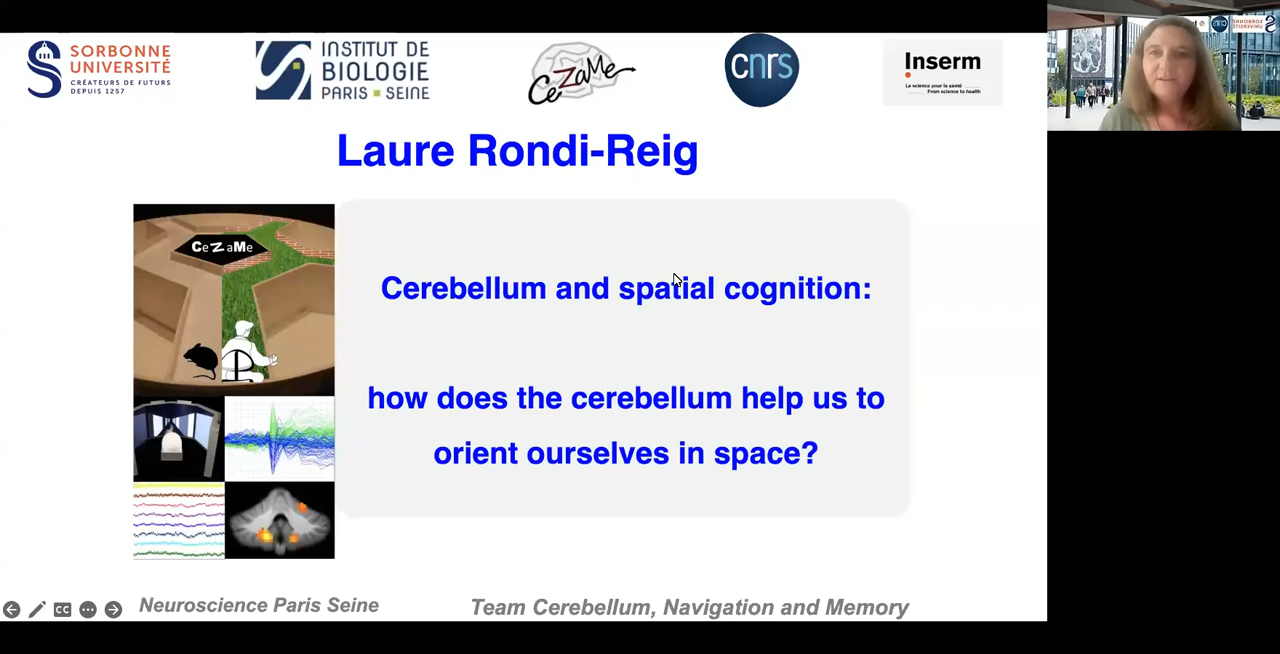 SORBONNE
UNIVERSITÉ
CRÉATEURS DE FUTURS
DEPUIS 1257
INSTITUT DE
BIOLOGIE
PARIS SEINE
CeZaMe
cnrs
Inserm
La science pour la santé
From science to health
Laure Rondi-Reig
CeZaMe
Cerebellum and spatial cognition:
how does the cerebellum help us to
orient ourselves in space?
CC
Neuroscience Paris Seine
Team Cerebellum, Navigation and Memory